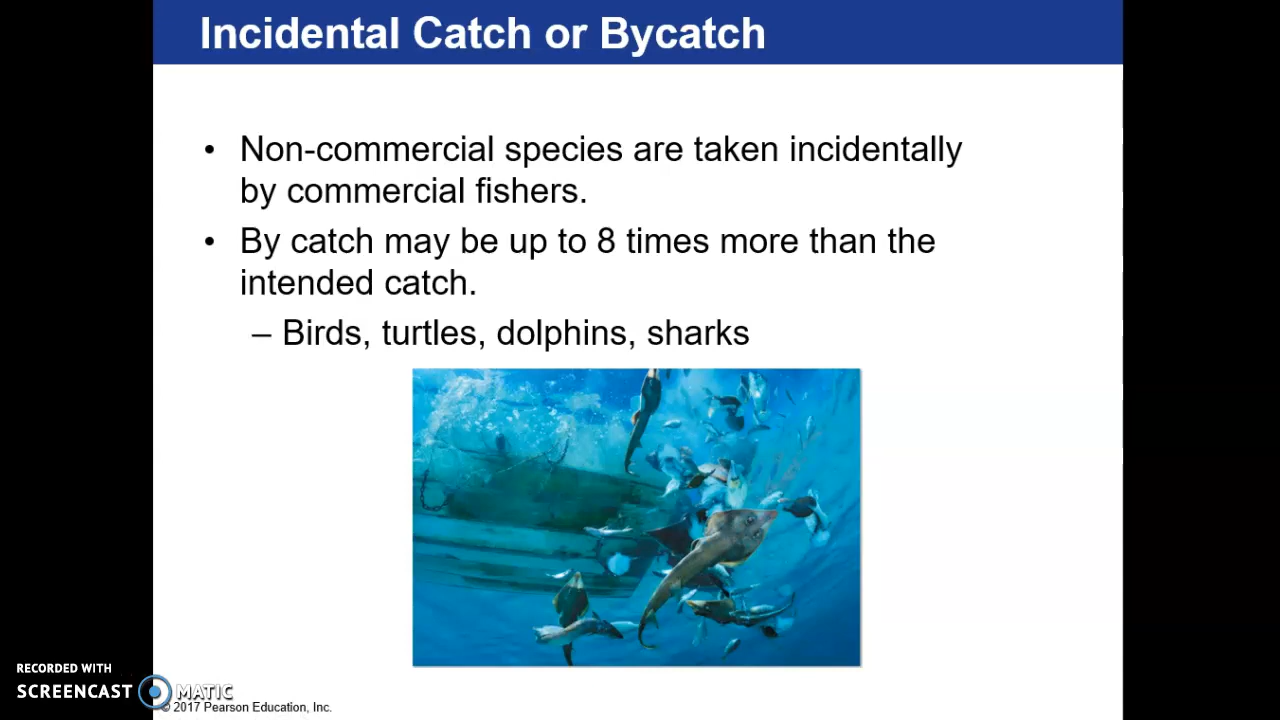 Incidental Catch or Bycatch
• Non-commercial species are taken incidentally
by commercial fishers.
• By catch may be up to 8 times more than the
intended catch.
– Birds, turtles, dolphins, sharks
RECORDED WITH
SCREENCAST MATIC
© 2017 Pearson Education, Inc.